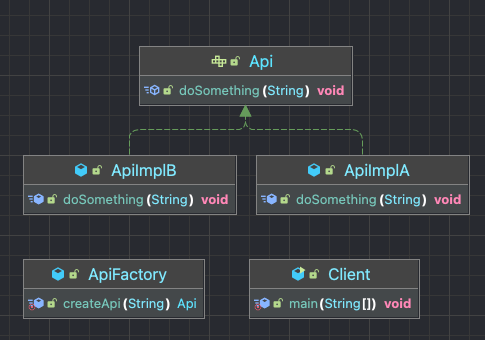 Api
doSomething(String) void
ApiImplB
ApiImplA
doSomething(String) void
doSomething(String) void
ApiFactory
Client
createApi(String) Api
main(String[]) void